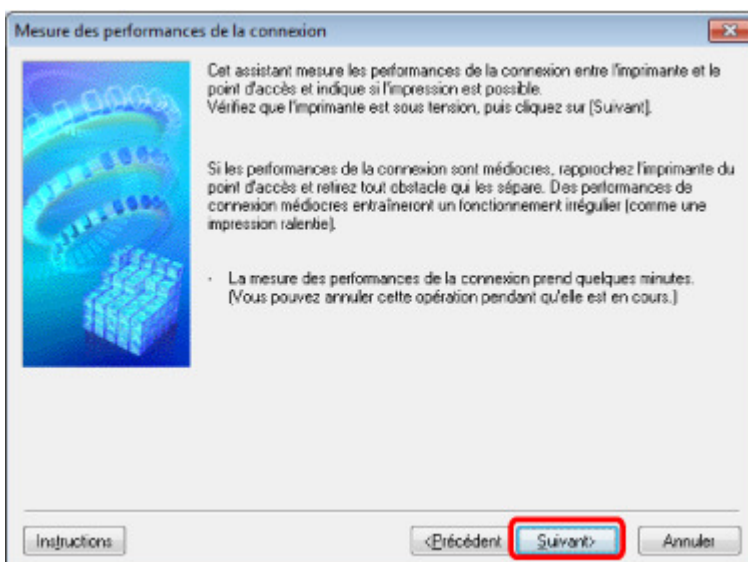 Mesure des performances de la connexion
Cet assistant mesure les performances de la connexion entre l'imprimante et le
point d'accès et indique si l'impression est possible.
Vérifiez que l'imprimante est sous tension, puis cliquez sur [Suivant].
Si les performances de la connexion sont médiocres, rapprochez l'imprimante du
point d'accès et retirez tout obstacle qui les sépare. Des performances de
connexion médiocres entraîneront un fonctionnement irrégulier (comme une
impression ralentie).
· La mesure des performances de la connexion prend quelques minutes.
(Vous pouvez annuler cette opération pendant qu'elle est en cours.)
Instructions
<Précédent
Suivant>
Annuler